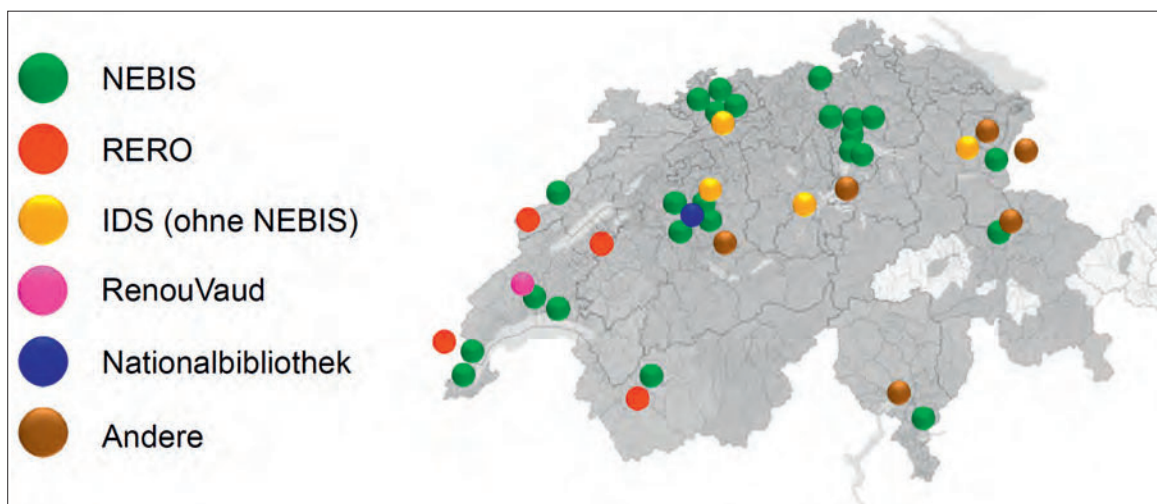 NEBIS
RERO
IDS (ohne NEBIS)
RenouVaud
Nationalbibliothek
Andere